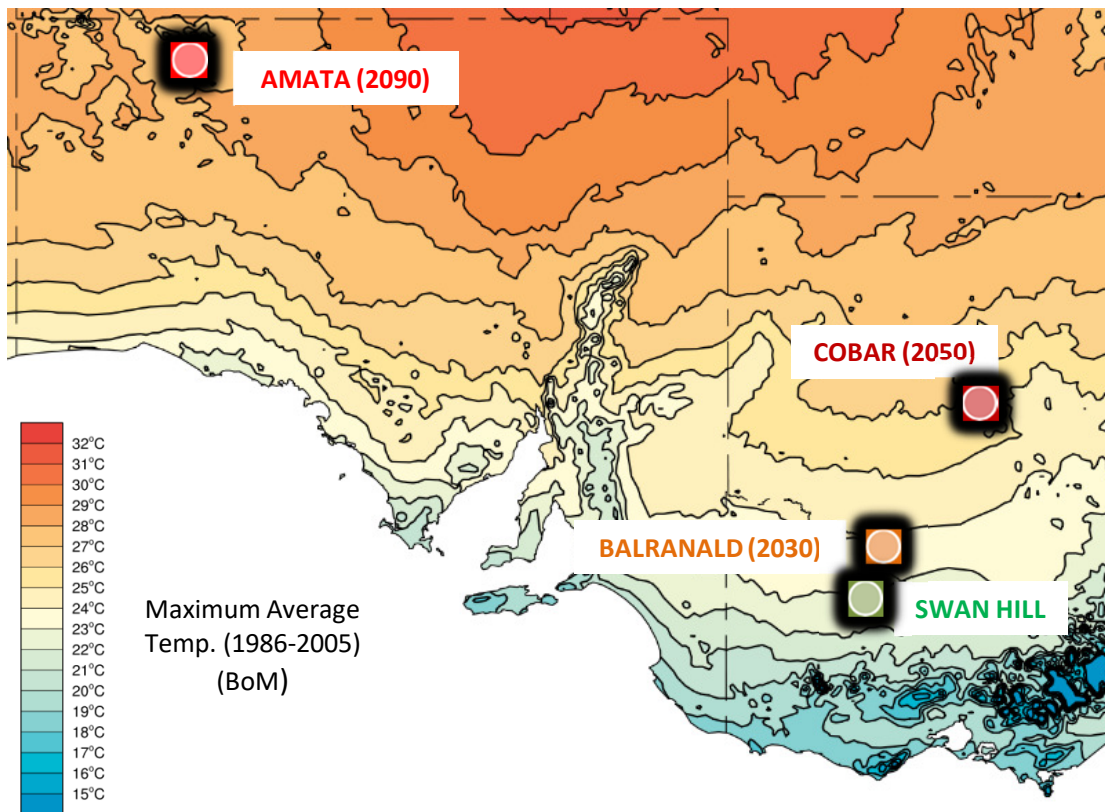 AMATA (2090)
COBAR (2050)
BALRANALD (2030)
SWAN HILL
32°C
31°C
30°C
29°C
28°C
27°C
26°C
25°C
24°C
23°C
22°C
21°C
20°C
19°C
18°C
17°C
16°C
15°C
Maximum Average
Temp. (1986-2005)
(BoM)